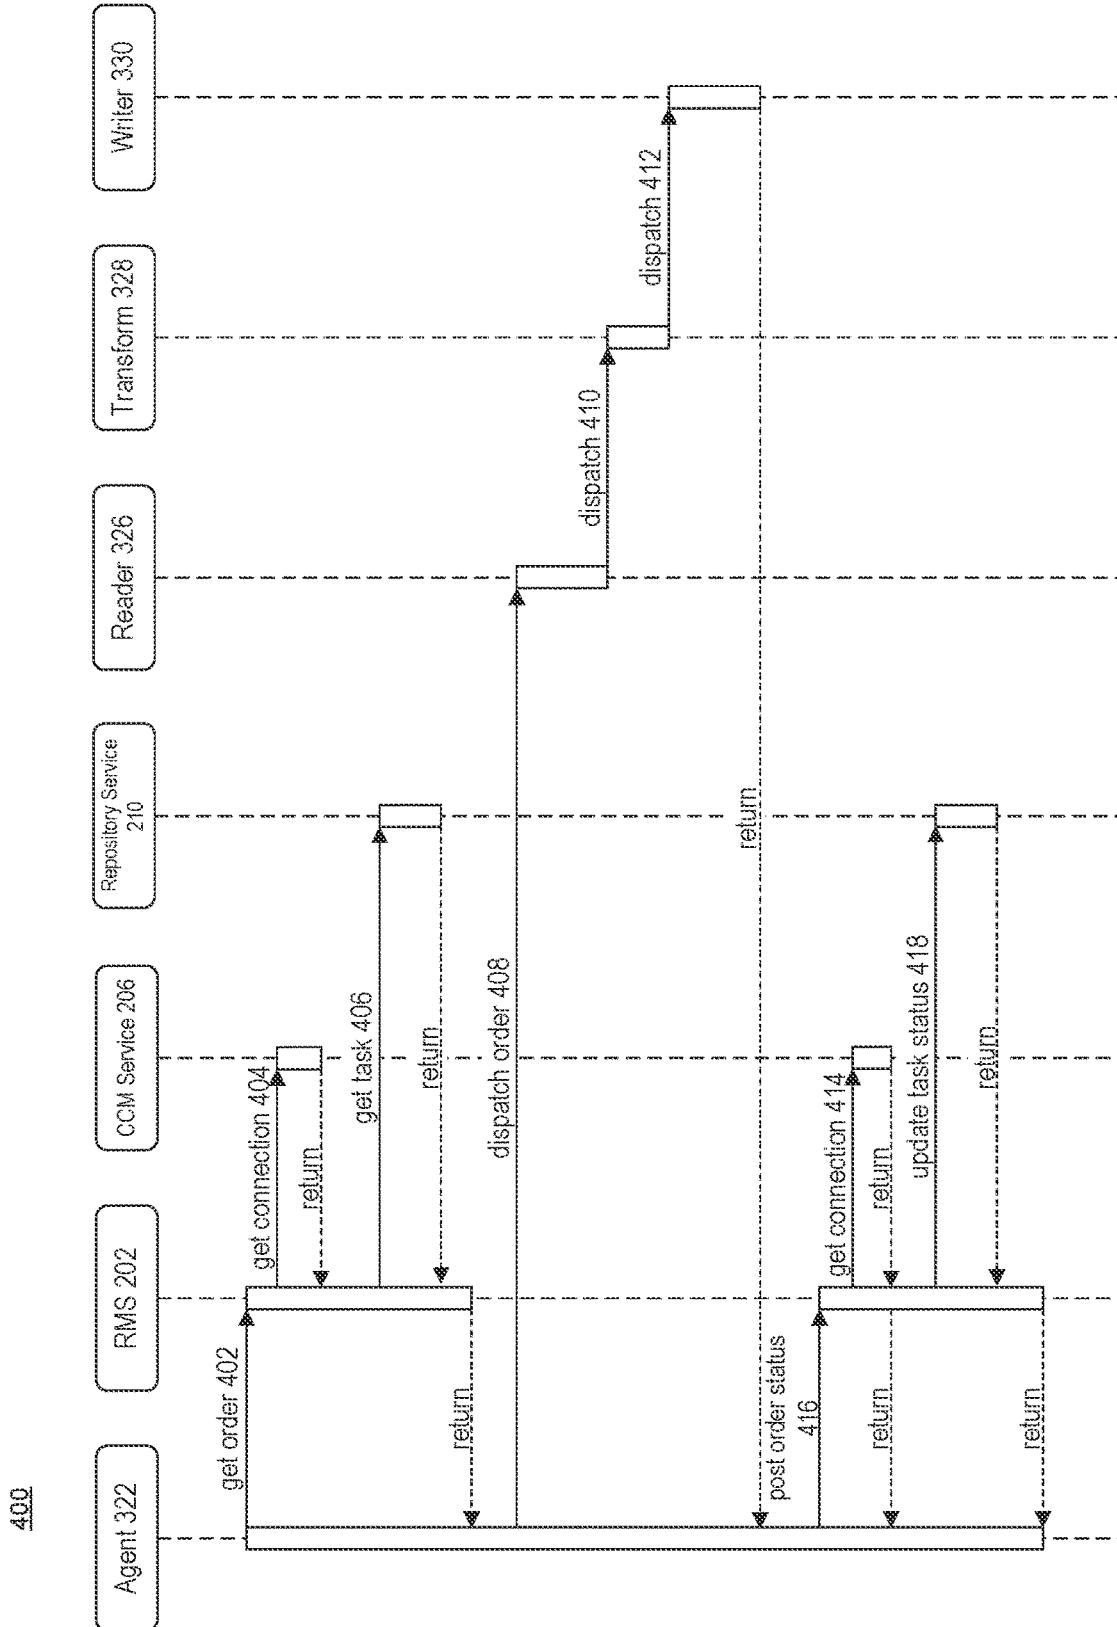 400
Agent 322
RMS 202
CCM Service 206
Repository Service
210
Reader 326
Transform 328
Writer 330
get order 402
get connection 404
return
get task 406
return
return
dispatch order 408
dispatch 410
dispatch 412
return
post order status
416
get connection 414
return
return
update task status 418
return
return